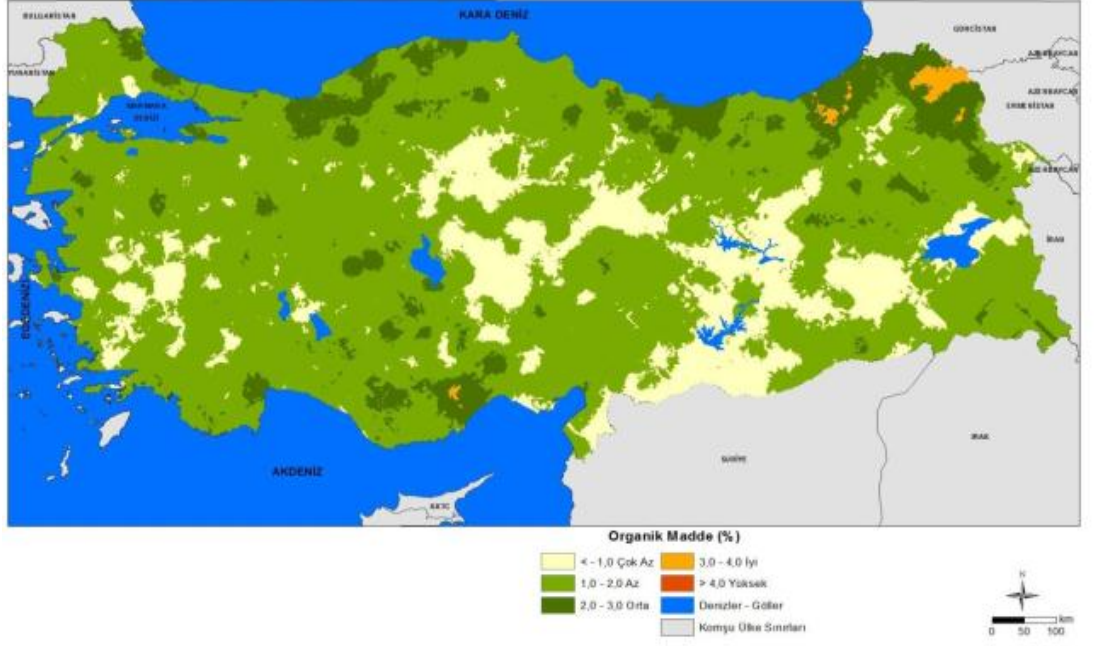 KARA DENİZ
BULGARİSTAN
GÜRCİSTAN
AZERBAYCAN
YUNANİSTAN
AZERBAYCAN
ERMENİSTAN
MARMARA
DENİZİ
AZERBAYCAN
İRAN
EGE DENİZİ
IRAK
SURİYE
AKDENİZ
KKTC
Organik Madde (%)
< - 1,0 Çok Az
3,0 - 4,0 İyi
1,0 - 2,0 Az
> 4,0 Yüksek
2,0 - 3,0 Orta
Denizler - Göller
Komşu Ülke Sınırları
N
km
0 50 100